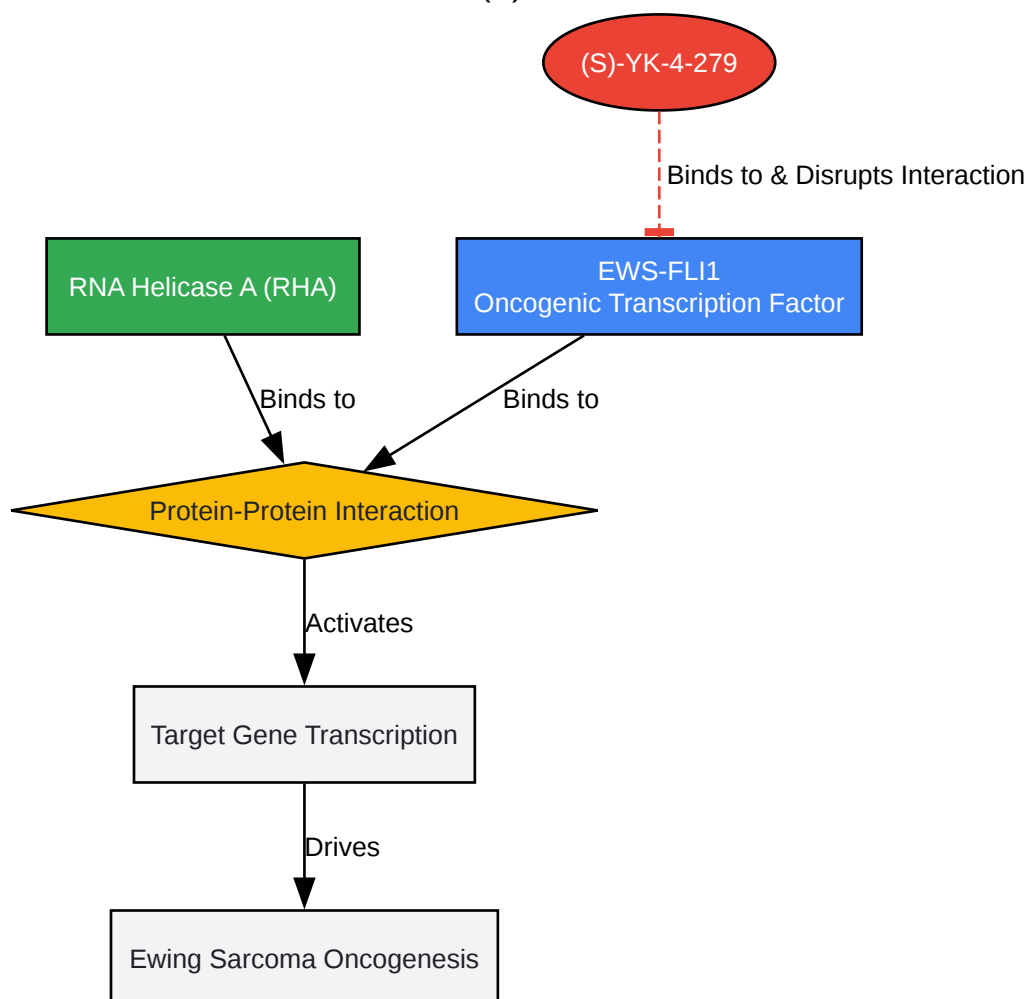 (S)-YK-4-279
Binds to & Disrupts Interaction
RNA Helicase A (RHA)
EWS-FLI1
Oncogenic Transcription Factor
Binds to
Binds to
Protein-Protein Interaction
Activates
Target Gene Transcription
Drives
Ewing Sarcoma Oncogenesis